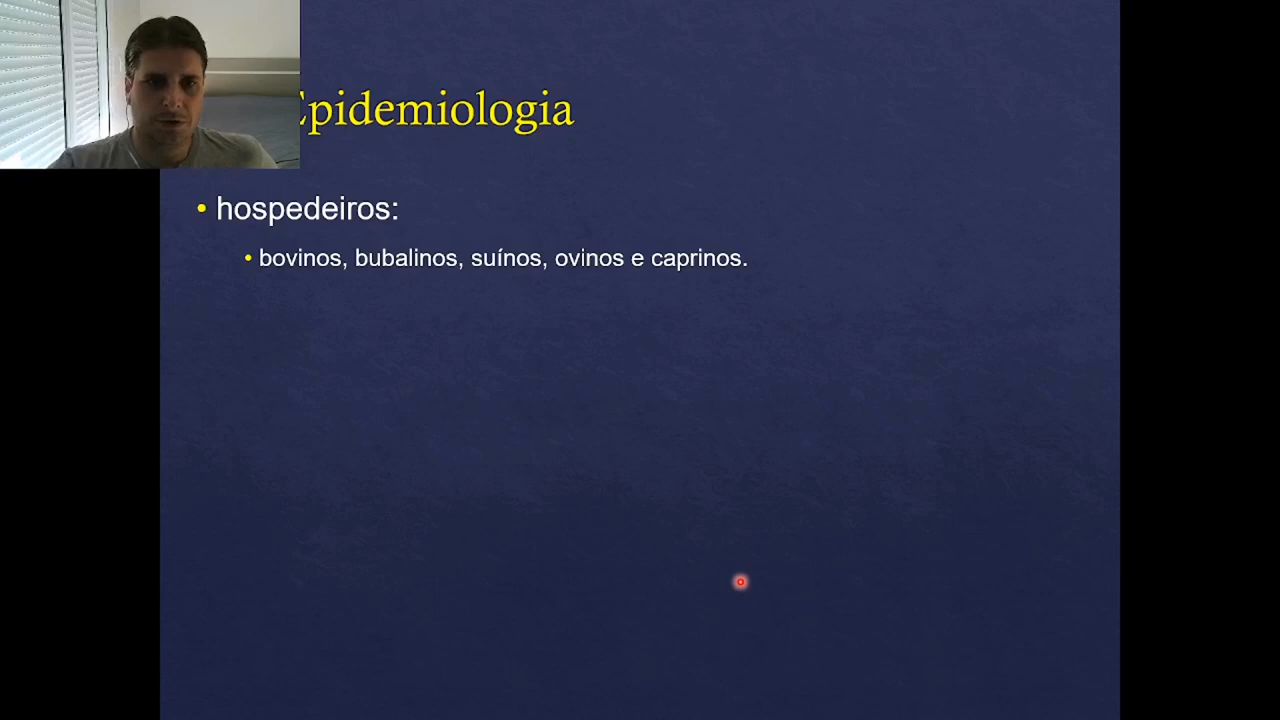 Epidemiologia
• hospedeiros:
• bovinos, bubalinos, suínos, ovinos e caprinos.